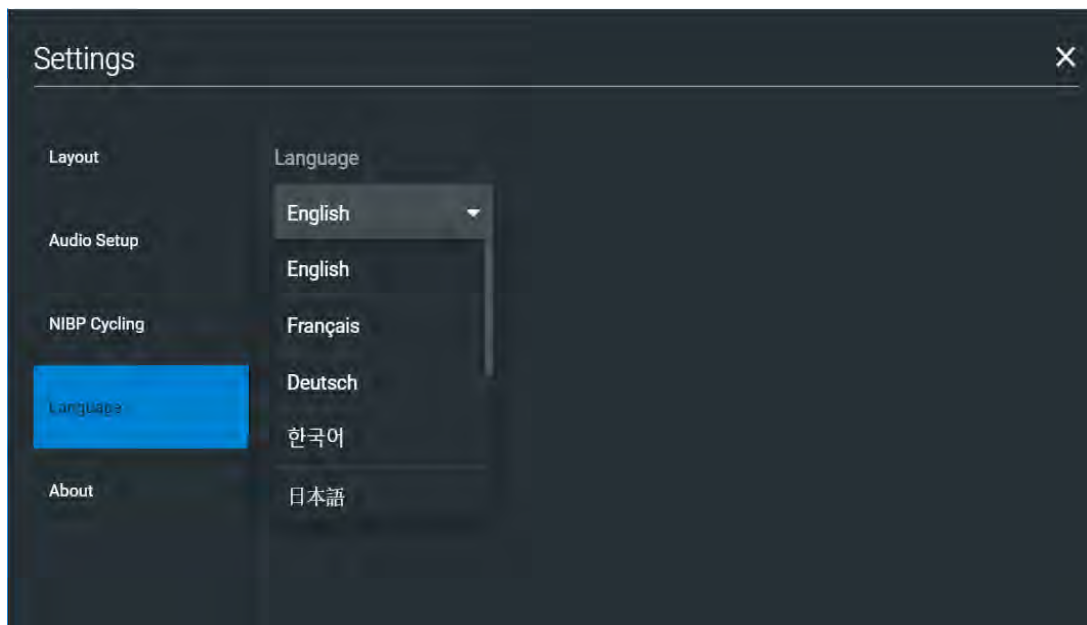 Settings
Layout
Audio Setup
NIBP Cycling
Language
About
Language
English
English
Français
Deutsch
한국어
日本語